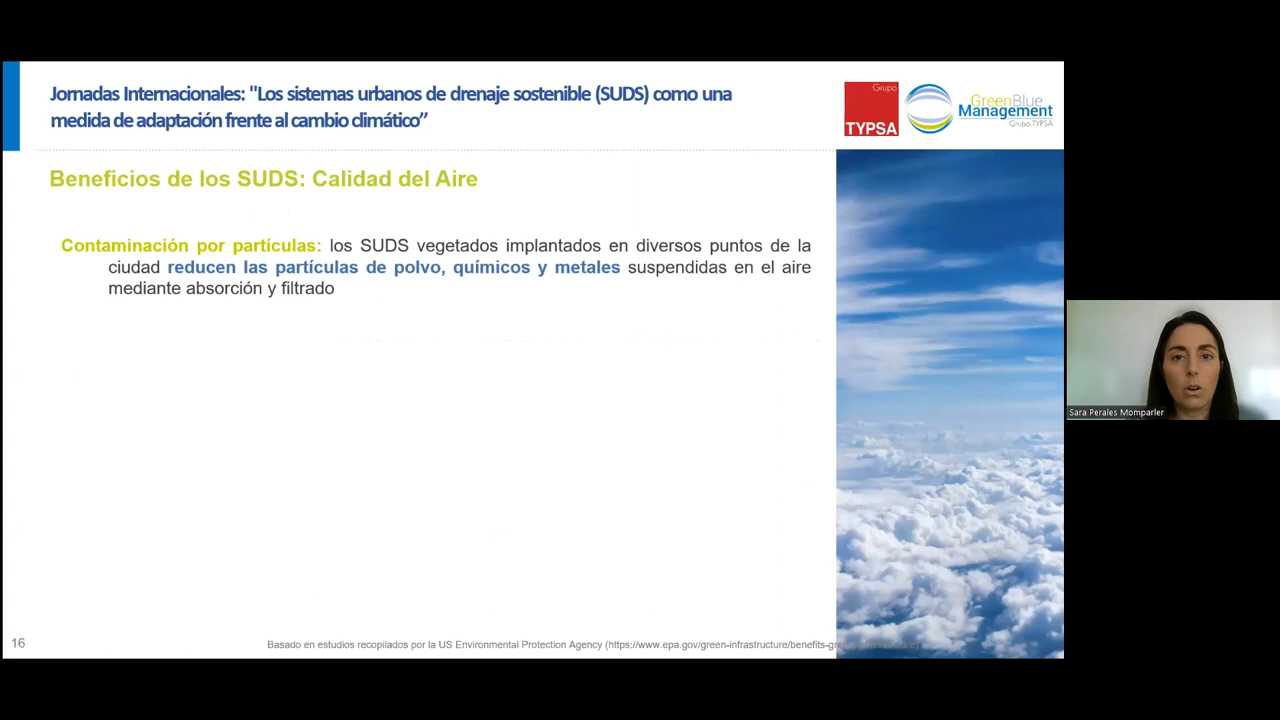 Jornadas Internacionales: "Los sistemas urbanos de drenaje sostenible (SUDS) como una
medida de adaptación frente al cambio climático”
Grupo
TYPSA
GreenBlue
Management
Grupo TYPSA
Beneficios de los SUDS: Calidad del Aire
Contaminación por partículas: los SUDS vegetados implantados en diversos puntos de la
ciudad reducen las partículas de polvo, químicos y metales suspendidas en el aire
mediante absorción y filtrado
Sara Perales Momparler
16
Basado en estudios recopilados por la US Environmental Protection Agency (https://www.epa.gov/green-infrastructure/benefits-gre